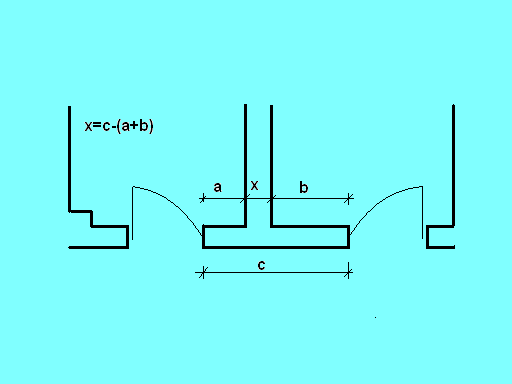 x=c-(a+b)
a x b
c